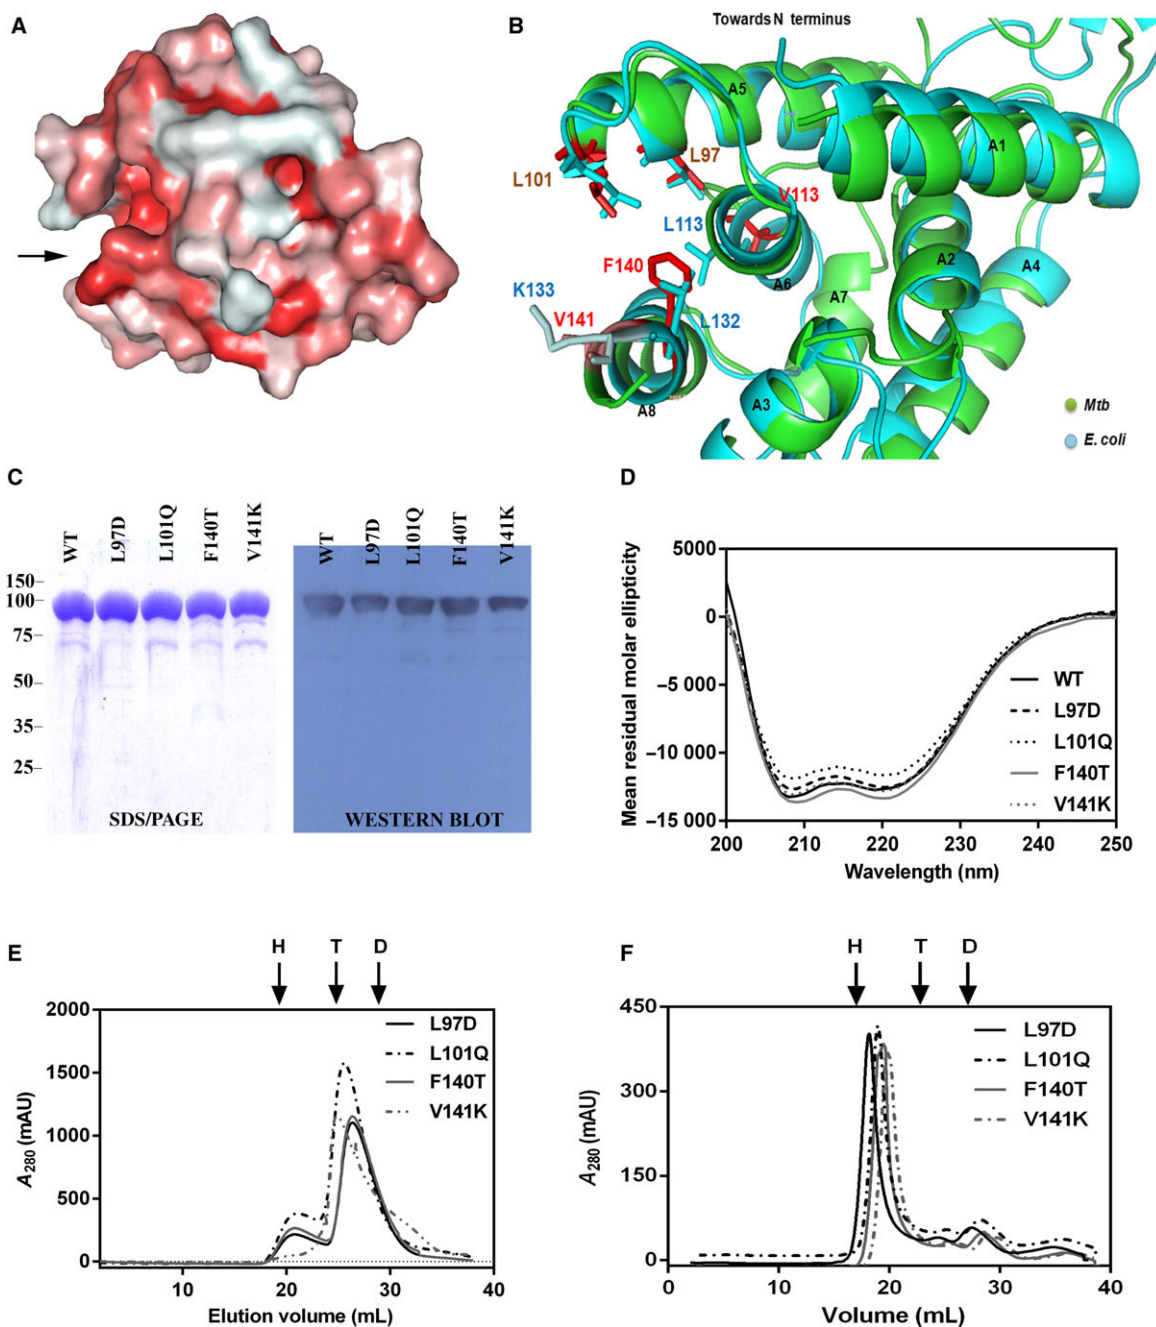 A
B
Towards N terminus
A5
A1
L97
L101
V113
L113
F140
A6
A2
A4
A7
K133
V141
L132
A3
A8
Mtb
E. coli
C
WT
L97D
L101Q
F140T
V141K
WT
L97D
L101Q
F140T
V141K
150
100
75
50
35
25
SDS/PAGE
WESTERN BLOT
D
Mean residual molar ellipticity
5000
0
−5 000
−10 000
−15 000
200
210
220
230
240
250
Wavelength (nm)
WT
L97D
L101Q
F140T
V141K
E
H T D
A280 (mAU)
2000
1500
1000
500
0
10
20
30
40
Elution volume (mL)
L97D
L101Q
F140T
V141K
F
H T D
A280 (mAU)
450
300
150
0
0
10
20
30
40
Volume (mL)
L97D
L101Q
F140T
V141K